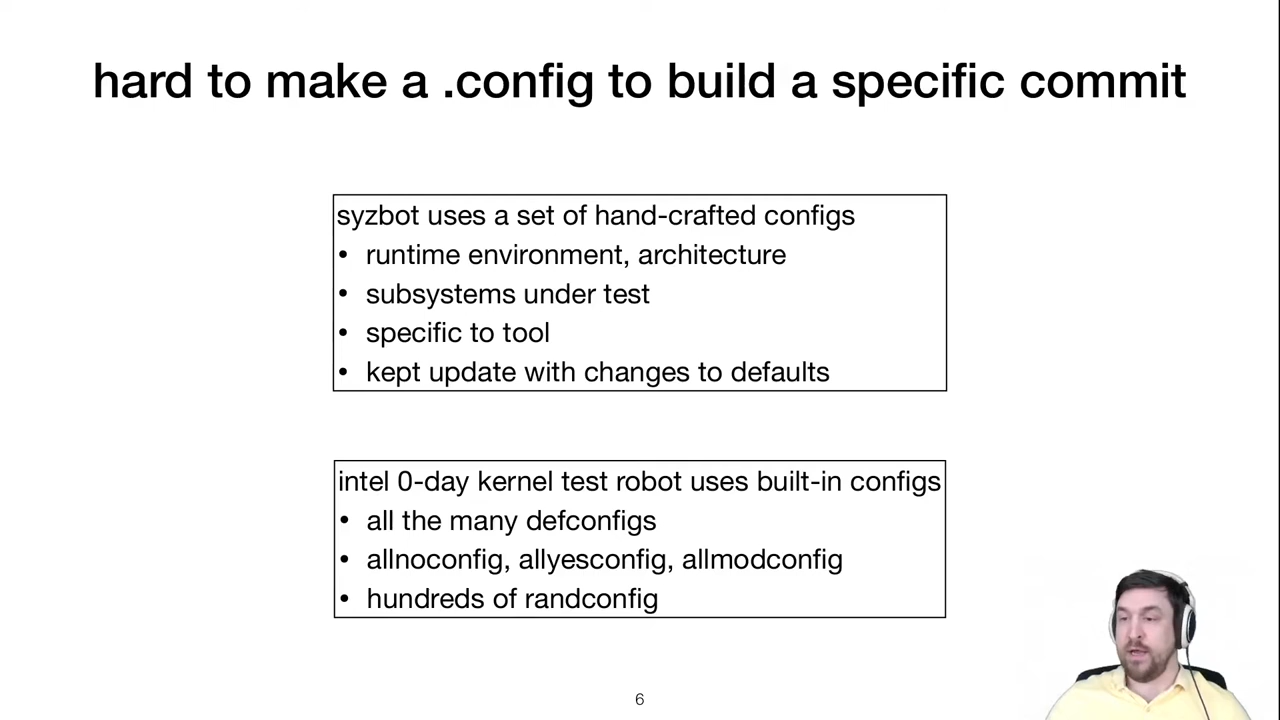 hard to make a .config to build a specific commit
syzbot uses a set of hand-crafted configs
• runtime environment, architecture
• subsystems under test
• specific to tool
• kept update with changes to defaults
intel 0-day kernel test robot uses built-in configs
• all the many defconfigs
• allnoconfig, allyesconfig, allmodconfig
• hundreds of randconfig
6